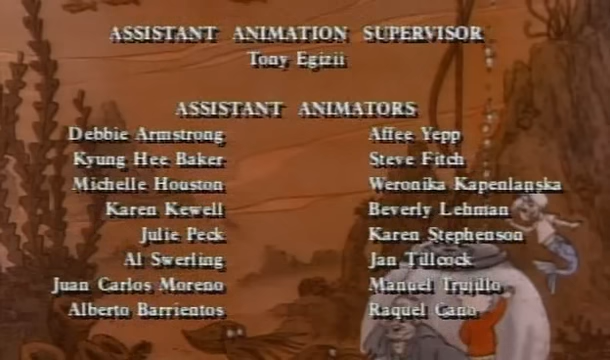 ASSISTANT ANIMATION SUPERVISOR
Tony Egizii
ASSISTANT ANIMATORS
Debbie Armstrong Affee Yepp
Kyung Hee Baker Steve Fitch
Michelle Houston Weronika Kapenlanska
Karen Kewell Beverly Lehman
Julie Peck Karen Stephenson
Al Swerling Jan Tillcock
Juan Carlos Moreno Manuel Trujillo
Alberto Barrientos Raquel Cano